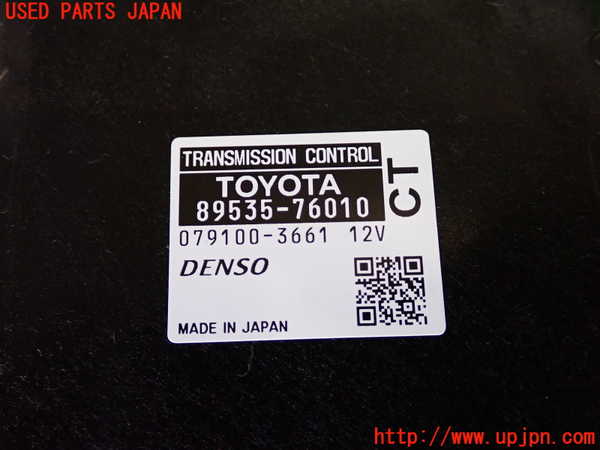 USED PARTS JAPAN
TRANSMISSION CONTROL
TOYOTA
89535-76010
CT
079100-3661 12V
DENSO
MADE IN JAPAN
http://www.upjpn.com/